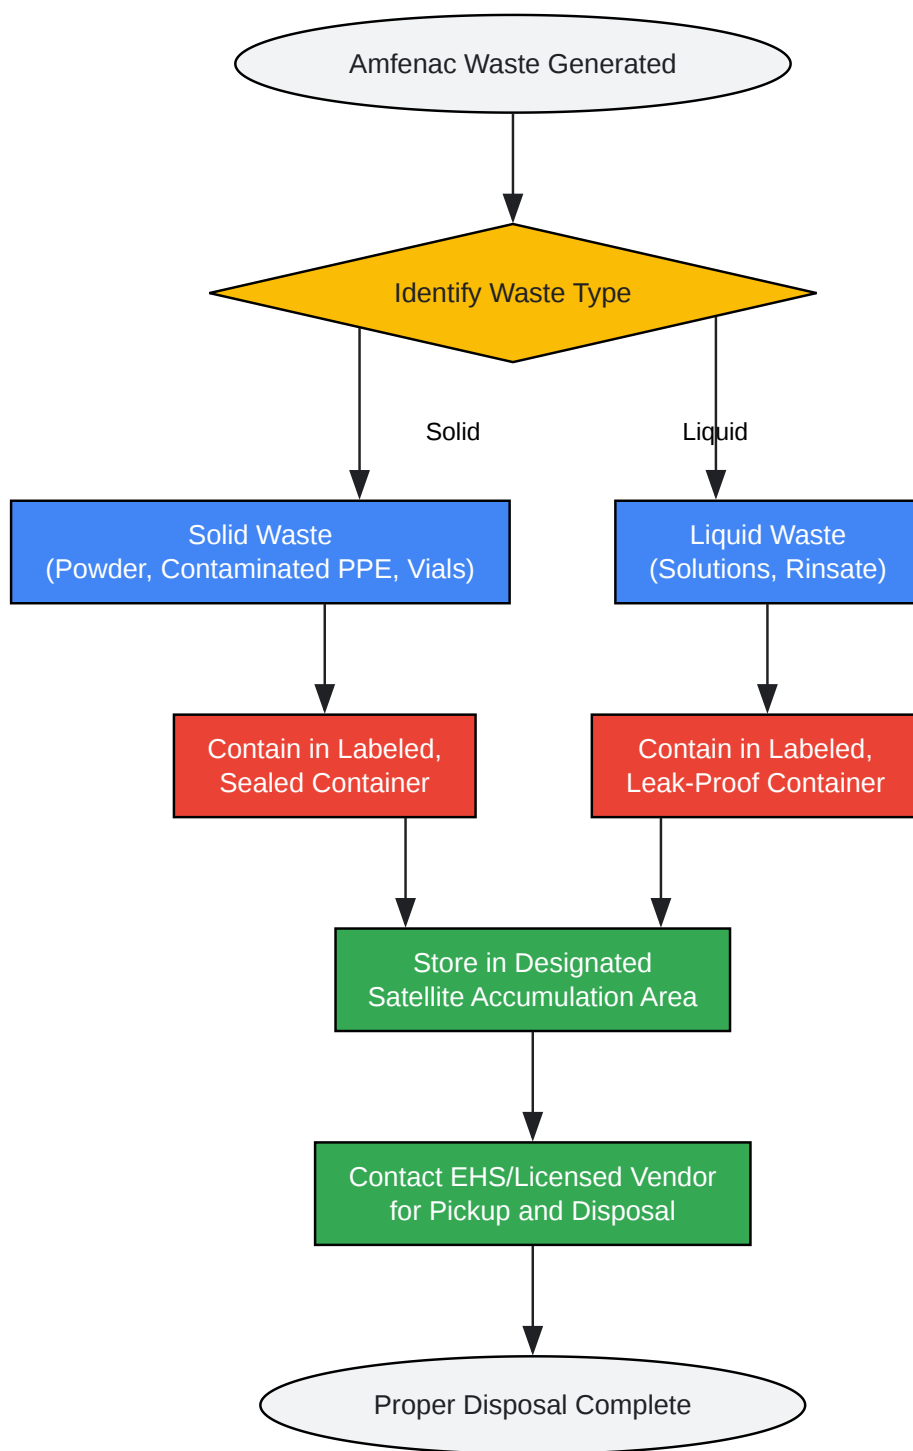 Amfenac Waste Generated
Identify Waste Type
Solid
Liquid
Solid Waste
(Powder, Contaminated PPE, Vials)
Liquid Waste
(Solutions, Rinsate)
Contain in Labeled,
Sealed Container
Contain in Labeled,
Leak-Proof Container
Store in Designated
Satellite Accumulation Area
Contact EHS/Licensed Vendor
for Pickup and Disposal
Proper Disposal Complete